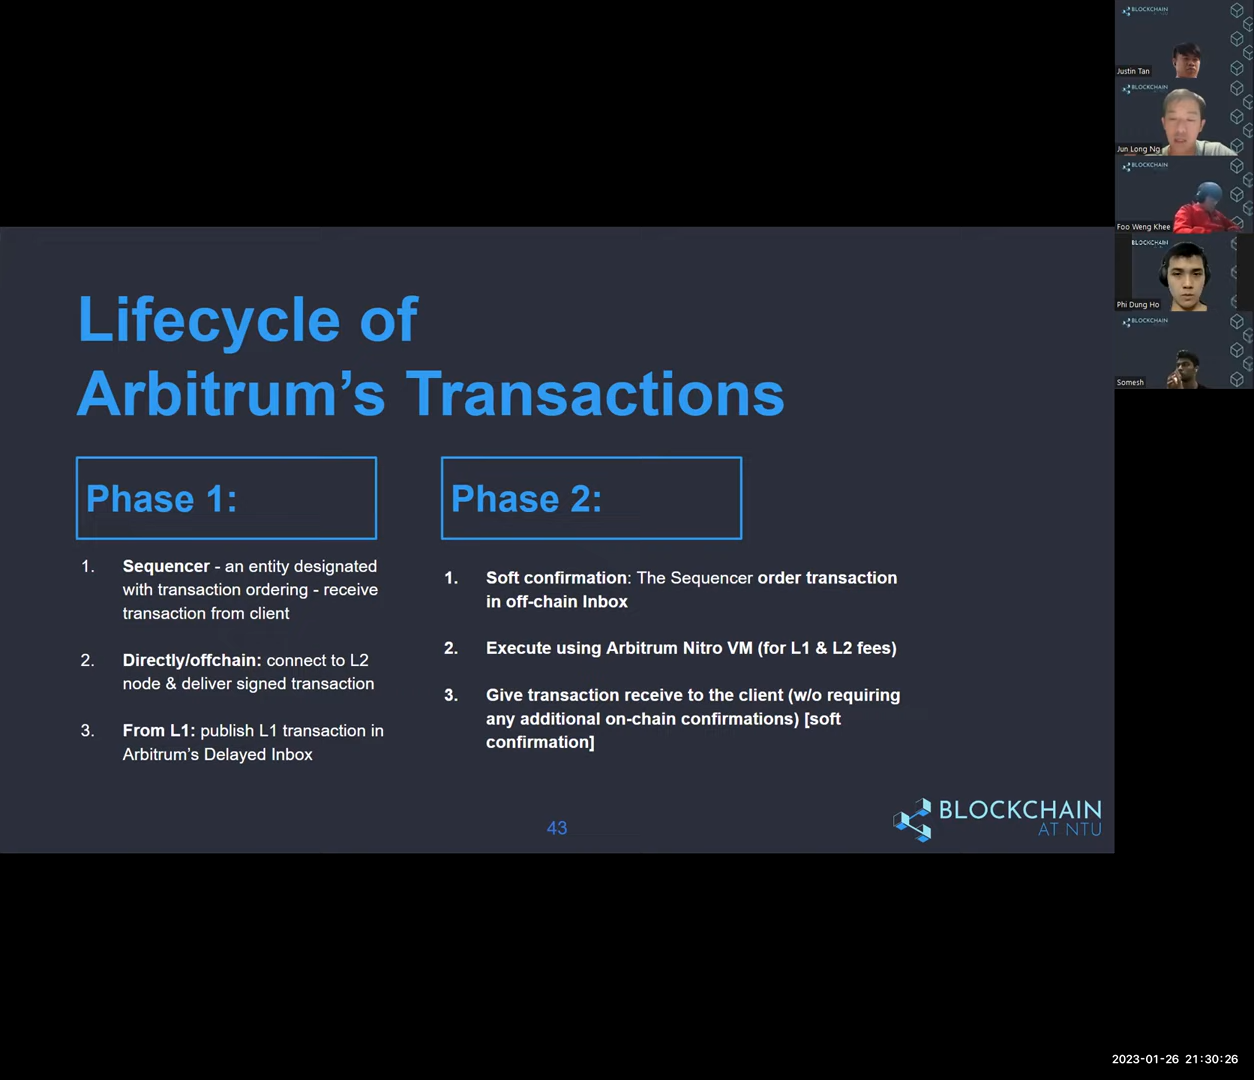 Lifecycle of
Arbitrum’s Transactions
Phase 1:
1. Sequencer - an entity designated
with transaction ordering - receive
transaction from client
2. Directly/offchain: connect to L2
node & deliver signed transaction
3. From L1: publish L1 transaction in
Arbitrum’s Delayed Inbox
Phase 2:
1. Soft confirmation: The Sequencer order transaction
in off-chain Inbox
2. Execute using Arbitrum Nitro VM (for L1 & L2 fees)
3. Give transaction receive to the client (w/o requiring
any additional on-chain confirmations) [soft
confirmation]
43
BLOCKCHAIN
AT NTU
BLOCKCHAIN
Justin Tan
BLOCKCHAIN
Jun Long Ng
BLOCKCHAIN
Foo Weng Khee
BLOCKCHAIN
Phi Dung Ho
BLOCKCHAIN
Somesh
2023-01-26 21:30:26